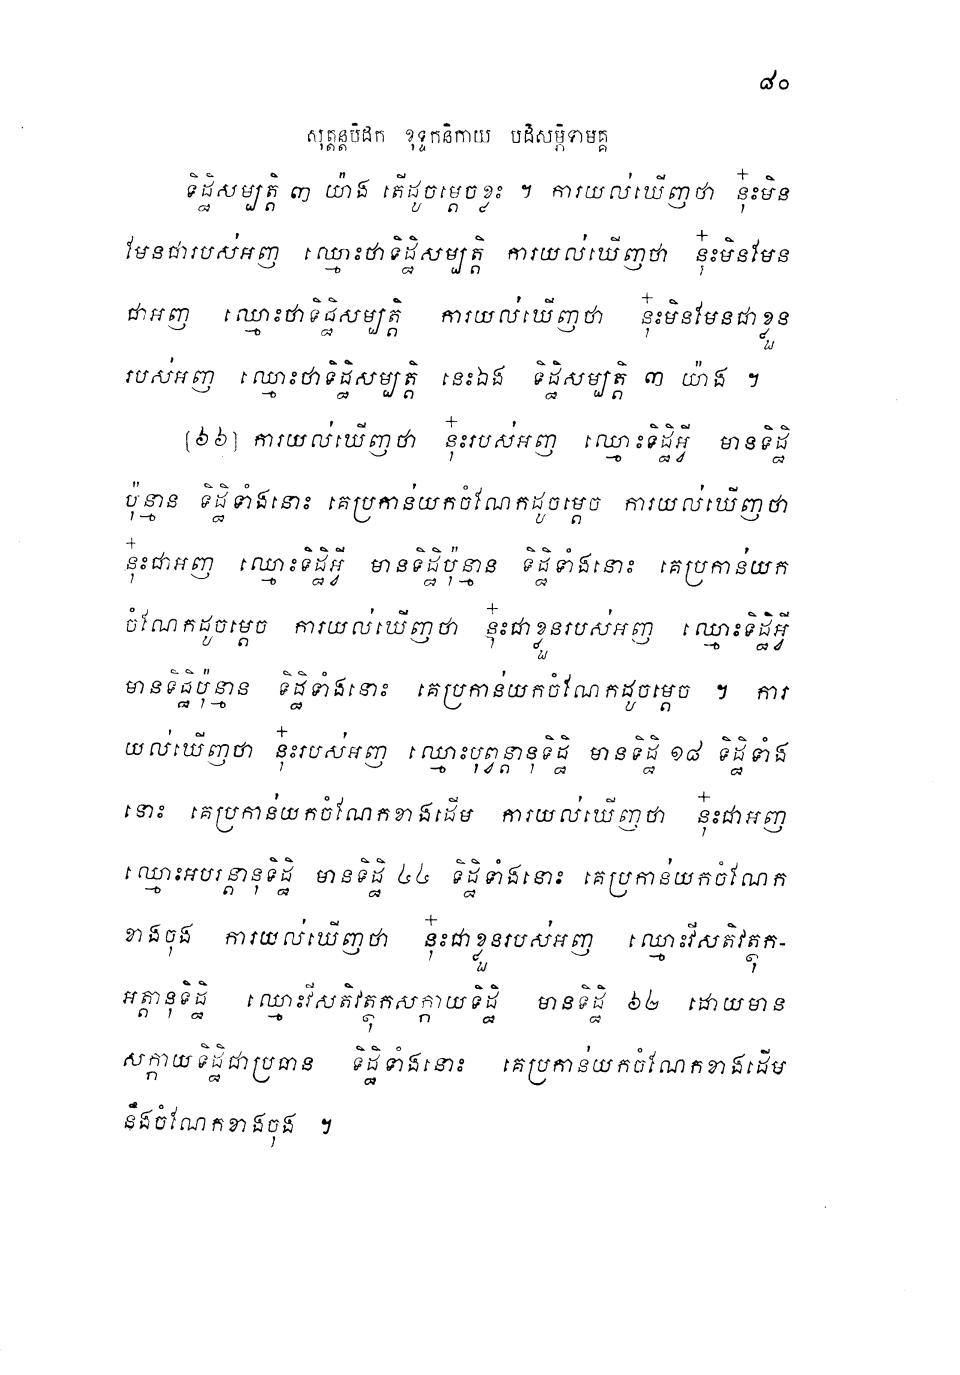 ៨០
សុត្តន្តបិដក ខុទ្ទកនិកាយ បដិសម្ភិទាមគ្គ
ទិដ្ឋិសម្បត្តិ ៣ យ៉ាង តើដូចម្តេចខ្លះ ។ ការយល់ឃើញថា នុ៎ះមិន
មែនជារបស់អញ ឈ្មោះថាទិដ្ឋិសម្បត្តិ ការយល់ឃើញថា នុ៎ះមិនមែន
ជាអញ ឈ្មោះថាទិដ្ឋិសម្បត្តិ ការយល់ឃើញថា នុ៎ះមិនមែនជាខ្លួន
របស់អញ ឈ្មោះថាទិដ្ឋិសម្បត្តិ នេះឯង ទិដ្ឋិសម្បត្តិ ៣ យ៉ាង ។
(៦៦) ការយល់ឃើញថា នុ៎ះរបស់អញ ឈ្មោះទិដ្ឋិអ្វី មានទិដ្ឋិ
ប៉ុន្មាន ទិដ្ឋិទាំងនោះ គេប្រកាន់យកចំណែកដូចម្តេច ការយល់ឃើញថា
នុ៎ះជាអញ ឈ្មោះទិដ្ឋិអ្វី មានទិដ្ឋិប៉ុន្មាន ទិដ្ឋិទាំងនោះ គេប្រកាន់យក
ចំណែកដូចម្តេច ការយល់ឃើញថា នុ៎ះជាខ្លួនរបស់អញ ឈ្មោះទិដ្ឋិអ្វី
មានទិដ្ឋិប៉ុន្មាន ទិដ្ឋិទាំងនោះ គេប្រកាន់យកចំណែកដូចម្តេច ។ ការ
យល់ឃើញថា នុ៎ះរបស់អញ ឈ្មោះបុព្វន្តានុទិដ្ឋិ មានទិដ្ឋិ ១៨ ទិដ្ឋិទាំង
នោះ គេប្រកាន់យកចំណែកខាងដើម ការយល់ឃើញថា នុ៎ះជាអញ
ឈ្មោះអបរន្តានុទិដ្ឋិ មានទិដ្ឋិ ៤៤ ទិដ្ឋិទាំងនោះ គេប្រកាន់យកចំណែក
ខាងចុង ការយល់ឃើញថា នុ៎ះជាខ្លួនរបស់អញ ឈ្មោះវីសតិវត្ថុក-
អត្តានុទិដ្ឋិ ឈ្មោះវីសតិវត្ថុកសក្កាយទិដ្ឋិ មានទិដ្ឋិ ៦២ ដោយមាន
សក្កាយទិដ្ឋិជាប្រធាន ទិដ្ឋិទាំងនោះ គេប្រកាន់យកចំណែកខាងដើម
នឹងចំណែកខាងចុង ។